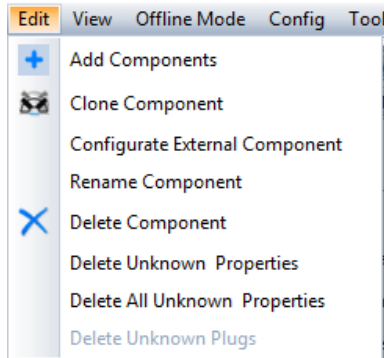 Edit View Offline Mode Config Tool
Add Components
Clone Component
Configurate External Component
Rename Component
Delete Component
Delete Unknown  Properties
Delete All Unknown  Properties
Delete Unknown Plugs